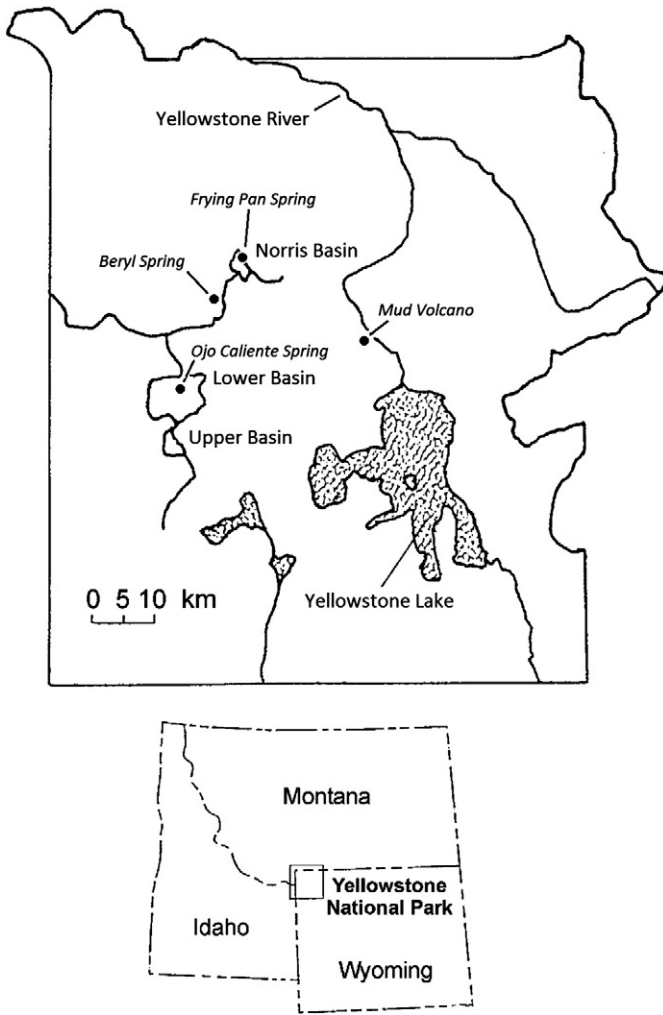 Yellowstone River
Frying Pan Spring
Norris Basin
Beryl Spring
Mud Volcano
Ojo Caliente Spring
Lower Basin
Upper Basin
Yellowstone Lake
0 5 10 km
Montana
Yellowstone
National Park
Idaho
Wyoming